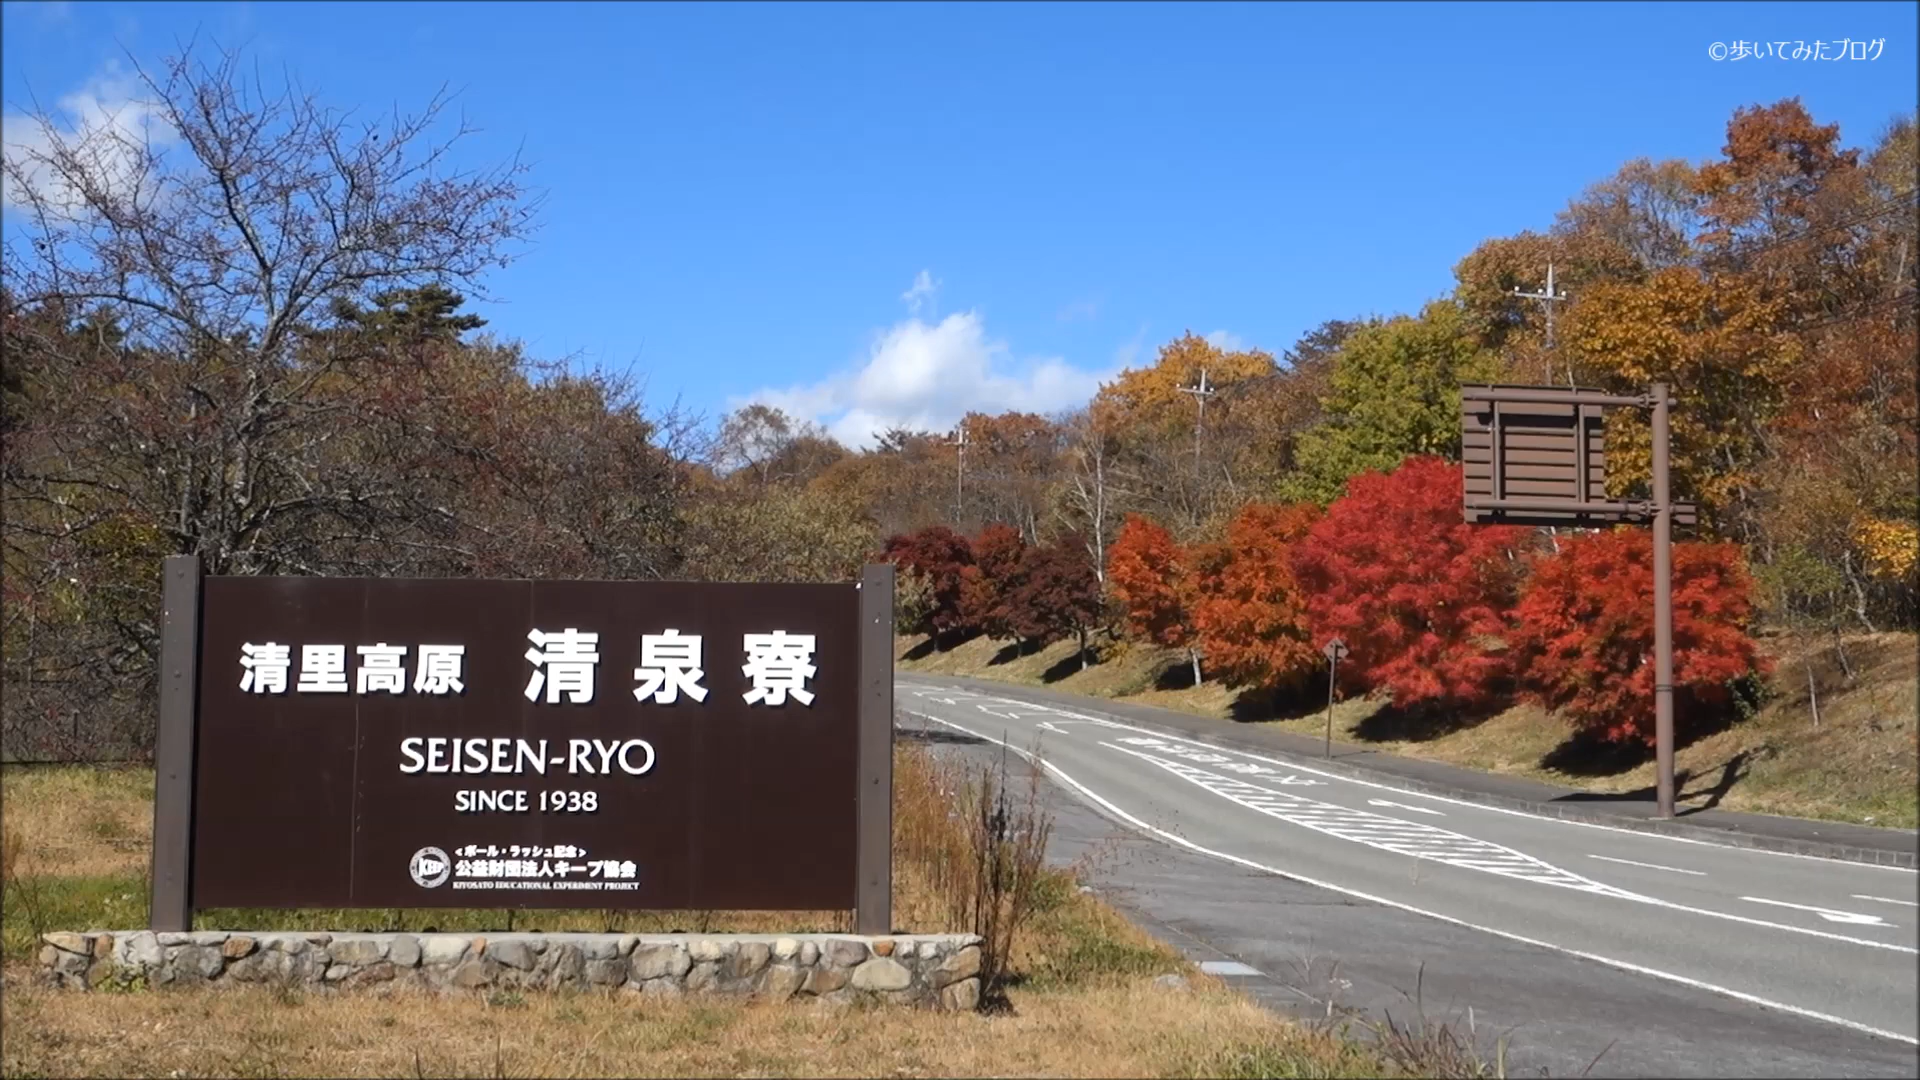 ©歩いてみたブログ
清里高原 清泉寮
SEISEN-RYO
SINCE 1938
<ポール・ラッシュ記念>
KEEP 公益財団法人キープ協会
KIYOSATO EDUCATIONAL EXPERIMENT PROJECT